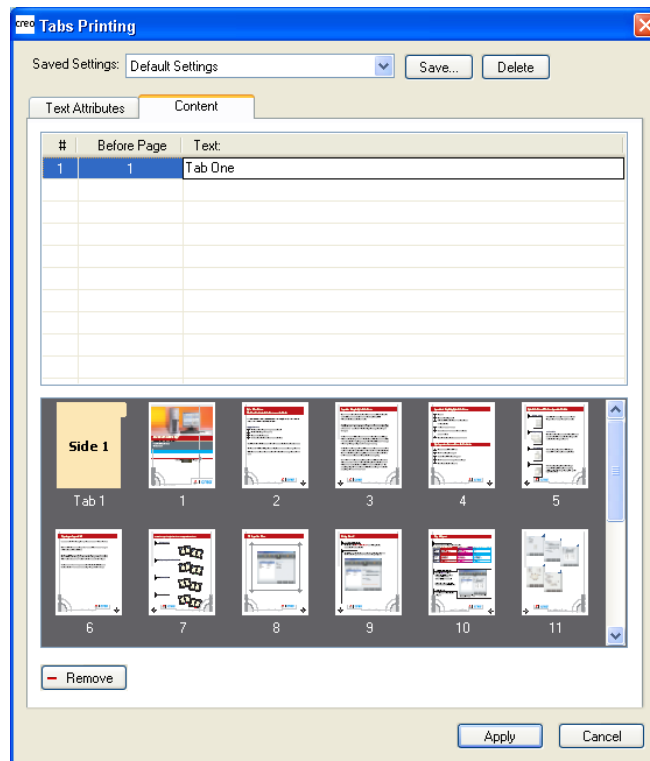 creo Tabs Printing
Saved Settings: Default Settings Save... Delete
Text Attributes Content
# Before Page Text:
1 1 Tab One
Side 1
Tab 1 1 2 3 4 5
6 7 8 9 10 11
Remove
Apply Cancel